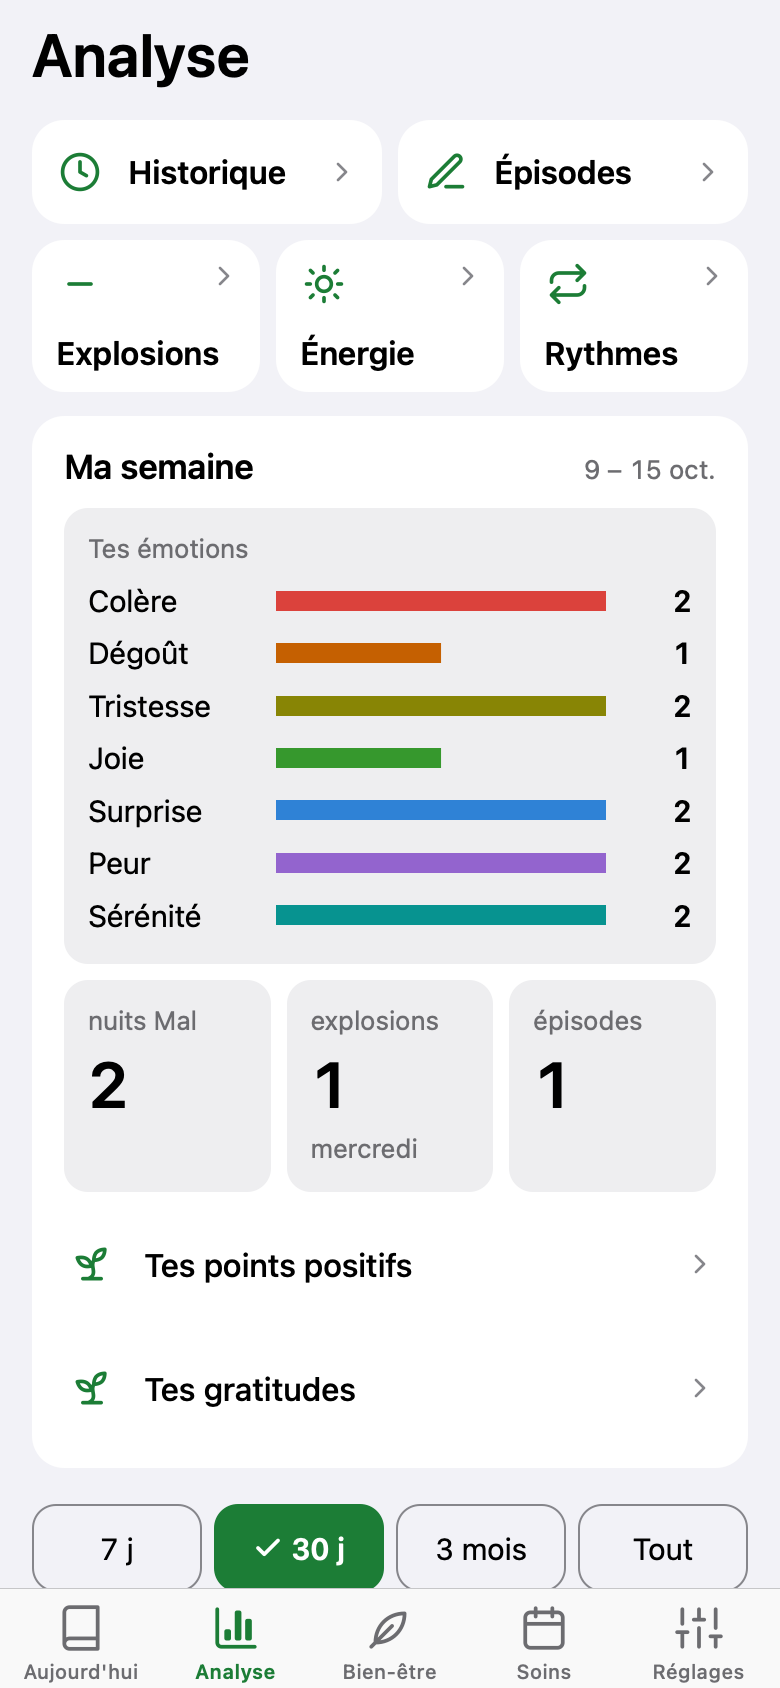 Analyse
Historique
Épisodes
Explosions
Énergie
Rythmes
Ma semaine
9 – 15 oct.
Tes émotions
Colère 2
Dégoût 1
Tristesse 2
Joie 1
Surprise 2
Peur 2
Sérénité 2
nuits Mal
2
explosions
1
mercredi
épisodes
1
Tes points positifs
Tes gratitudes
7 j
30 j
3 mois
Tout
Aujourd'hui
Analyse
Bien-être
Soins
Réglages